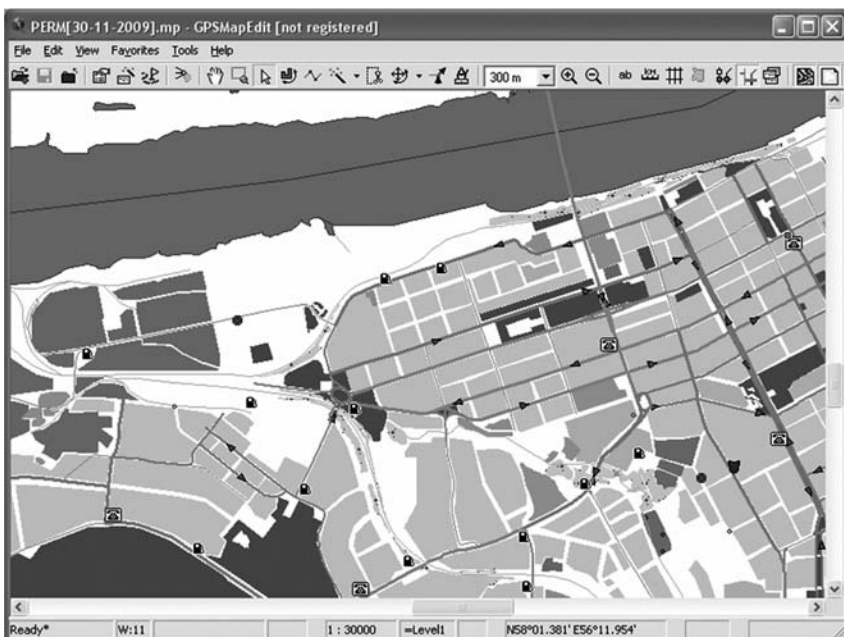 PERM[30-11-2009].mp - GPSMapEdit [not registered]
File Edit View Favorites Tools Help
300 m ab
Ready* W:11 1 : 30000 =Level1 N58°01.381' E56°11.954'